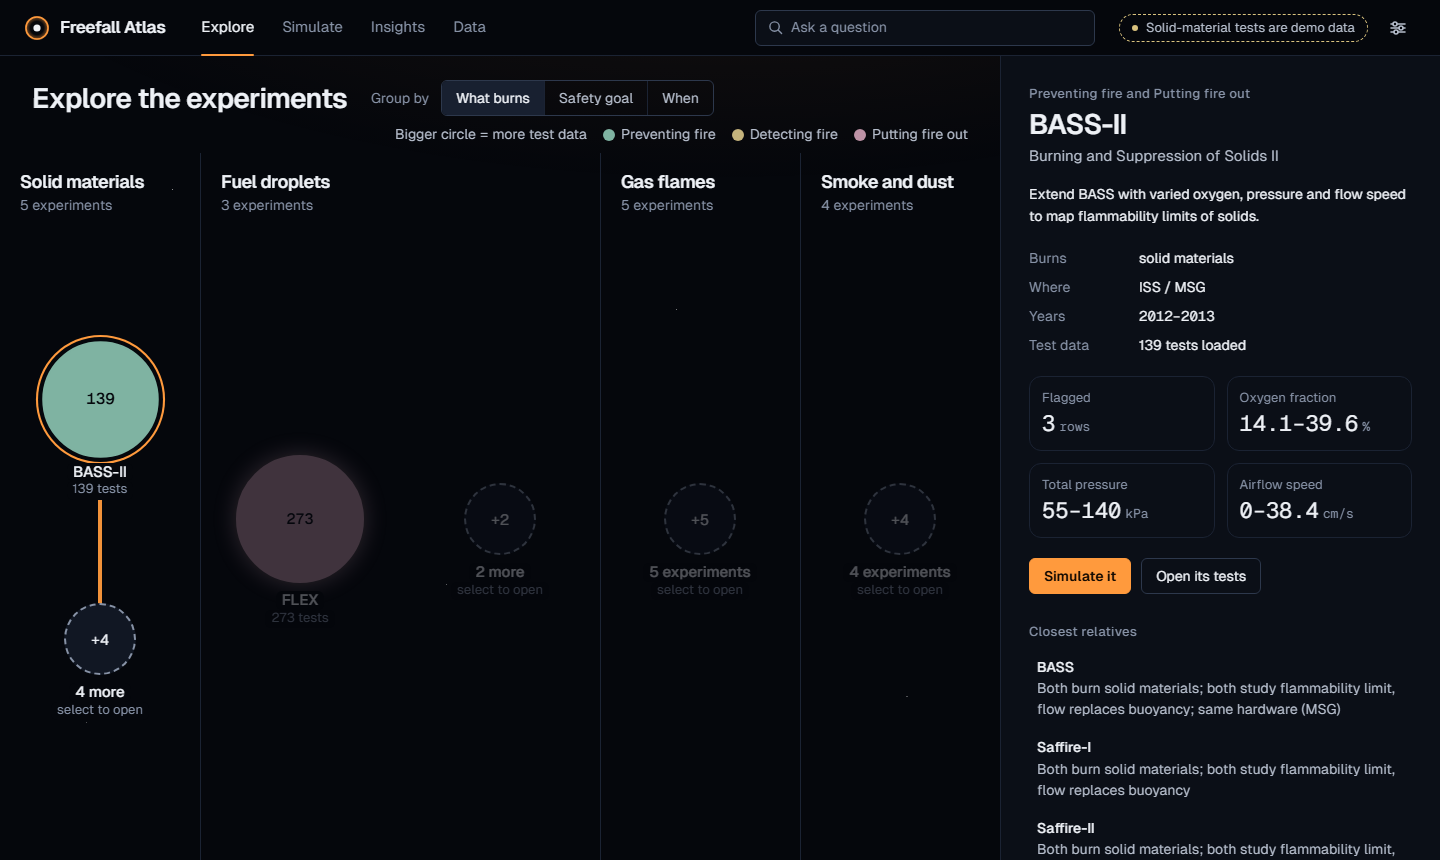 Freefall Atlas
Explore
Simulate
Insights
Data
Ask a question
Solid-material tests are demo data
Explore the experiments
Group by
What burns
Safety goal
When
Bigger circle = more test data
Preventing fire
Detecting fire
Putting fire out
Solid materials
5 experiments
139
BASS-II
139 tests
+4
4 more
select to open
Fuel droplets
3 experiments
273
FLEX
273 tests
+2
2 more
select to open
Gas flames
5 experiments
+5
5 experiments
select to open
Smoke and dust
4 experiments
+4
4 experiments
select to open
Preventing fire and Putting fire out
BASS-II
Burning and Suppression of Solids II
Extend BASS with varied oxygen, pressure and flow speed
to map flammability limits of solids.
Burns solid materials
Where ISS / MSG
Years 2012–2013
Test data 139 tests loaded
Flagged
3 rows
Oxygen fraction
14.1–39.6 %
Total pressure
55–140 kPa
Airflow speed
0–38.4 cm/s
Simulate it
Open its tests
Closest relatives
BASS
Both burn solid materials; both study flammability limit,
flow replaces buoyancy; same hardware (MSG)
Saffire-I
Both burn solid materials; both study flammability limit,
flow replaces buoyancy
Saffire-II
Both burn solid materials; both study flammability limit,